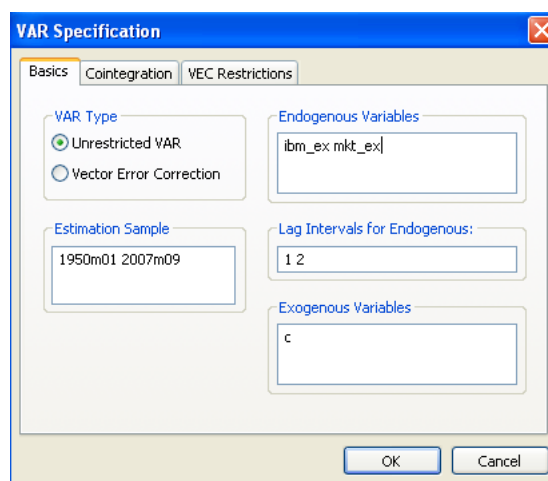 VAR Specification
Basics Cointegration VEC Restrictions
VAR Type
Unrestricted VAR
Vector Error Correction
Estimation Sample
1950m01 2007m09
Endogenous Variables
ibm_ex mkt_ex
Lag Intervals for Endogenous:
1 2
Exogenous Variables
c
OK Cancel